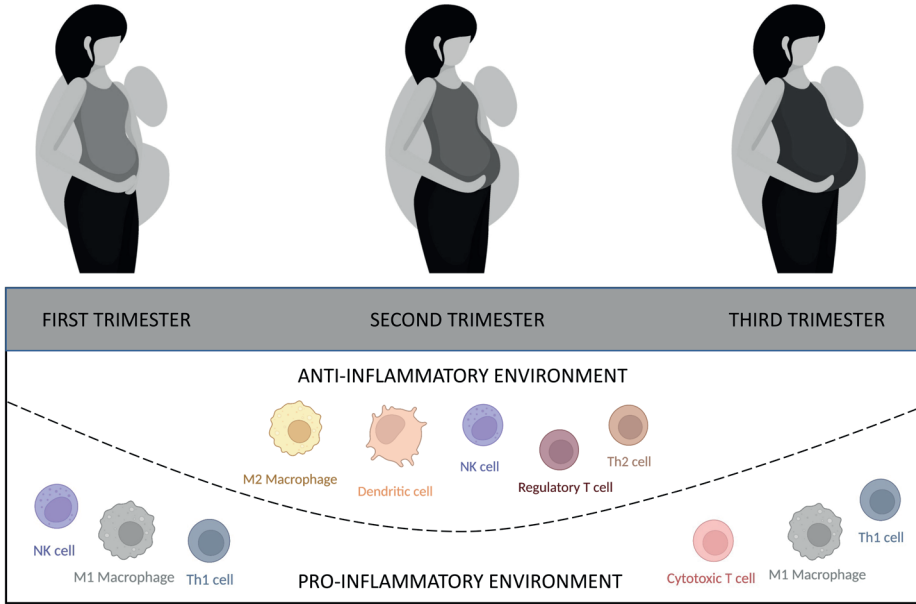 FIRST TRIMESTER
SECOND TRIMESTER
THIRD TRIMESTER
ANTI-INFLAMMATORY ENVIRONMENT
M2 Macrophage
Dendritic cell
NK cell
Regulatory T cell
Th2 cell
NK cell
M1 Macrophage
Th1 cell
Cytotoxic T cell
M1 Macrophage
Th1 cell
PRO-INFLAMMATORY ENVIRONMENT